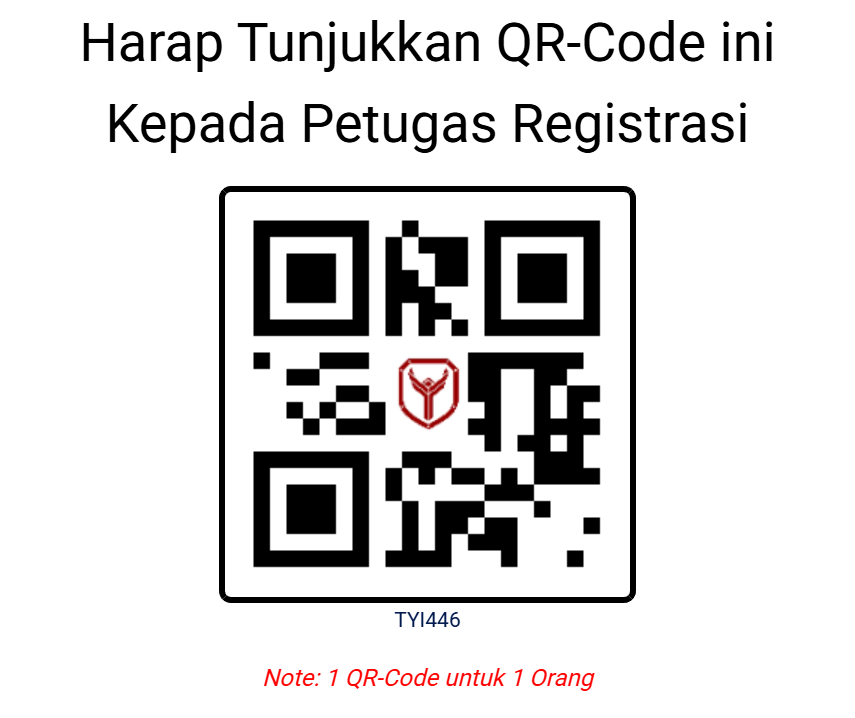 Harap Tunjukkan QR-Code ini
Kepada Petugas Registrasi
TYI446
Note: 1 QR-Code untuk 1 Orang